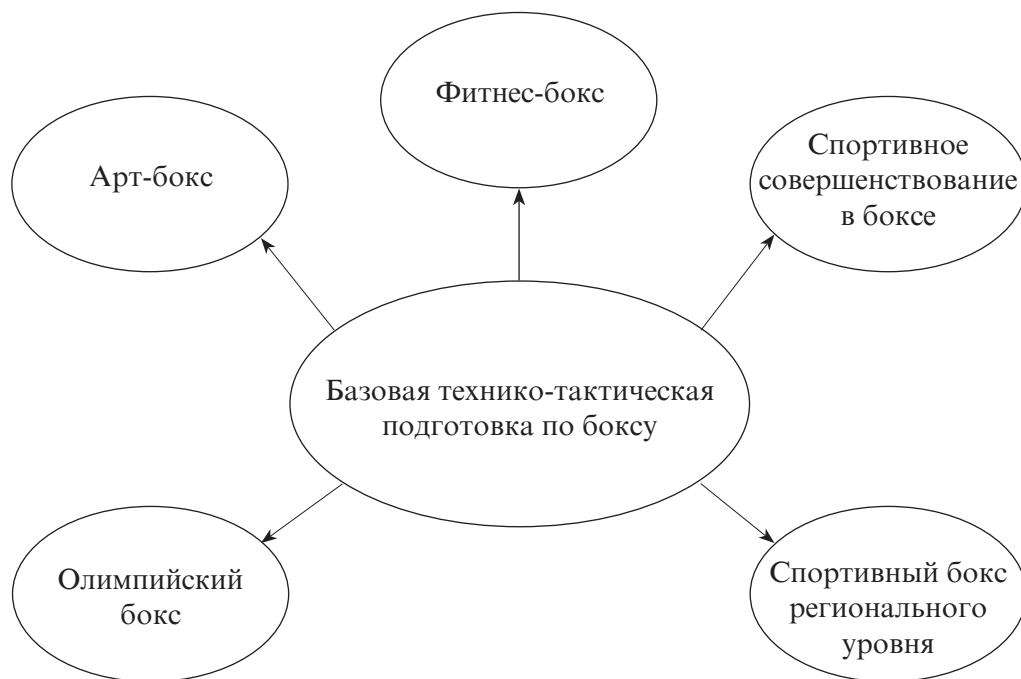 Фитнес-бокс
Арт-бокс
Спортивное
совершенствование
в боксе
Базовая технико-тактическая
подготовка по боксу
Олимпийский
бокс
Спортивный бокс
регионального
уровня